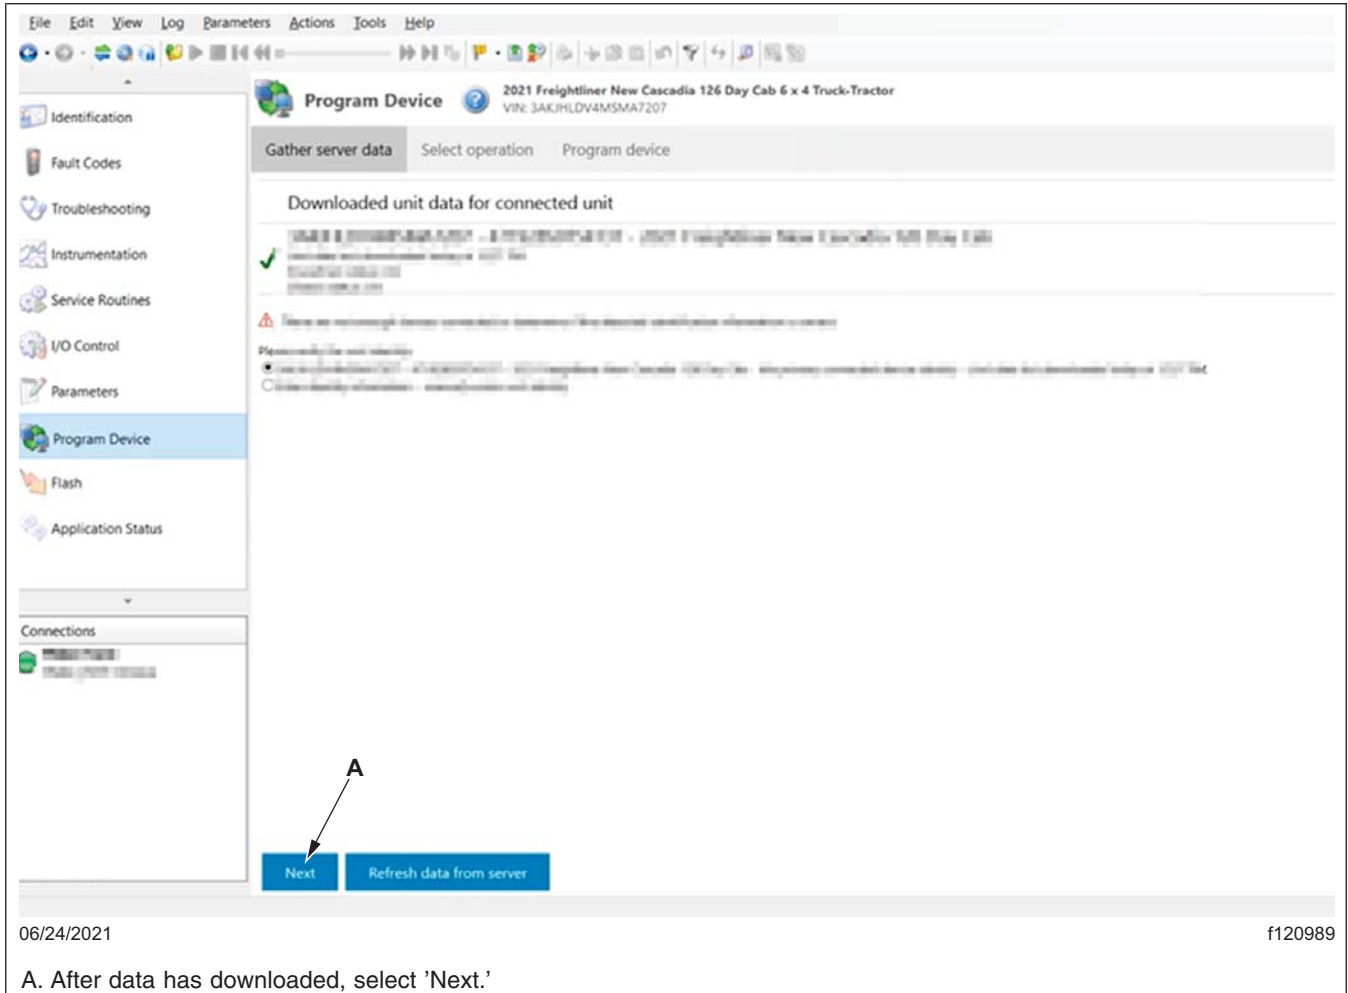 File Edit View Log Parameters Actions Tools Help
Program Device
2021 Freightliner New Cascadia 126 Day Cab 6 x 4 Truck-Tractor
VIN: 3AKJHLDV4MSMA7207
Identification
Fault Codes
Troubleshooting
Instrumentation
Service Routines
I/O Control
Parameters
Program Device
Flash
Application Status
Connections
Gather server data Select operation Program device
Downloaded unit data for connected unit
A
Next Refresh data from server
06/24/2021 f120989
A. After data has downloaded, select ’Next.’